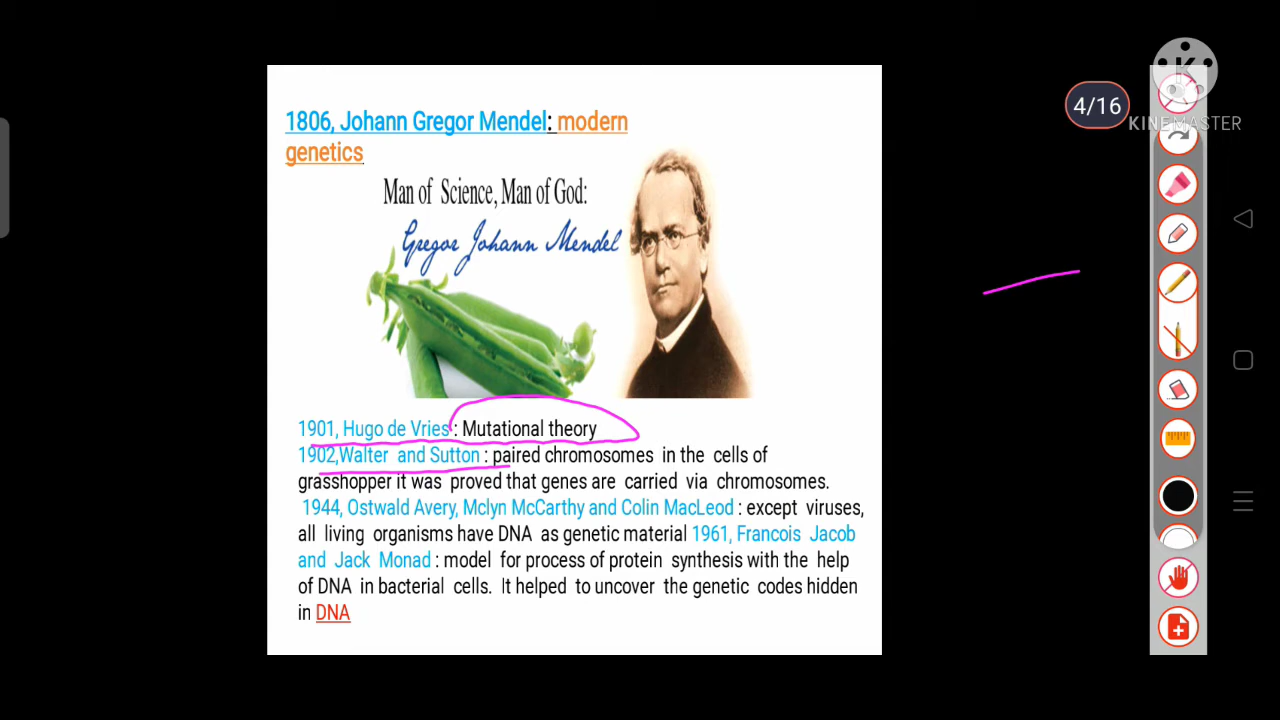 1806, Johann Gregor Mendel: modern
genetics
Man of Science, Man of God:
Gregor Johann Mendel
1901, Hugo de Vries : Mutational theory
1902,Walter and Sutton : paired chromosomes in the cells of
grasshopper it was proved that genes are carried via chromosomes.
1944, Ostwald Avery, Mclyn McCarthy and Colin MacLeod : except viruses,
all living organisms have DNA as genetic material 1961, Francois Jacob
and Jack Monad : model for process of protein synthesis with the help
of DNA in bacterial cells. It helped to uncover the genetic codes hidden
in DNA
4/16
K
KINEMASTER